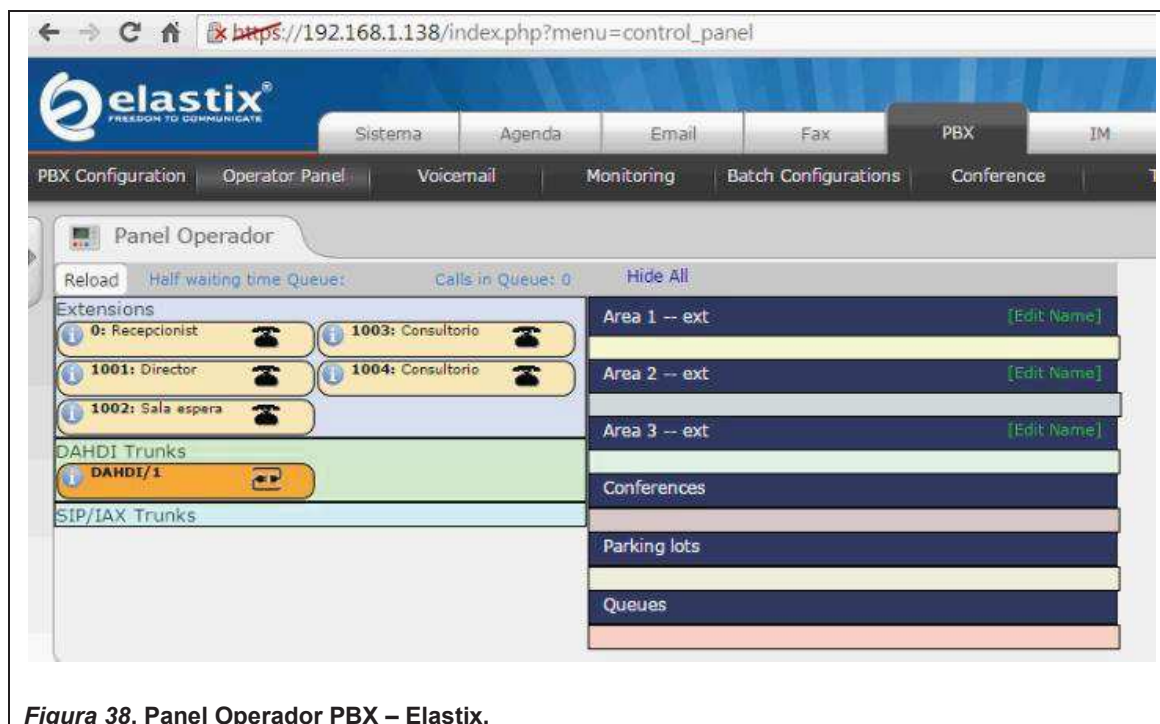 https://192.168.1.138/index.php?menu=control_panel
elastix®
FREEDOM TO COMMUNICATE
Sistema Agenda Email Fax PBX IM
PBX Configuration Operator Panel Voicemail Monitoring Batch Configurations Conference T
Panel Operador
Reload Half waiting time Queue: Calls in Queue: 0 Hide All
Extensions
0: Recepcionist 1003: Consultorio
1001: Director 1004: Consultorio
1002: Sala espera
DAHDI Trunks
DAHDI/1
SIP/IAX Trunks
Area 1 -- ext [Edit Name]
Area 2 -- ext [Edit Name]
Area 3 -- ext [Edit Name]
Conferences
Parking lots
Queues
Figura 38. Panel Operador PBX – Elastix.